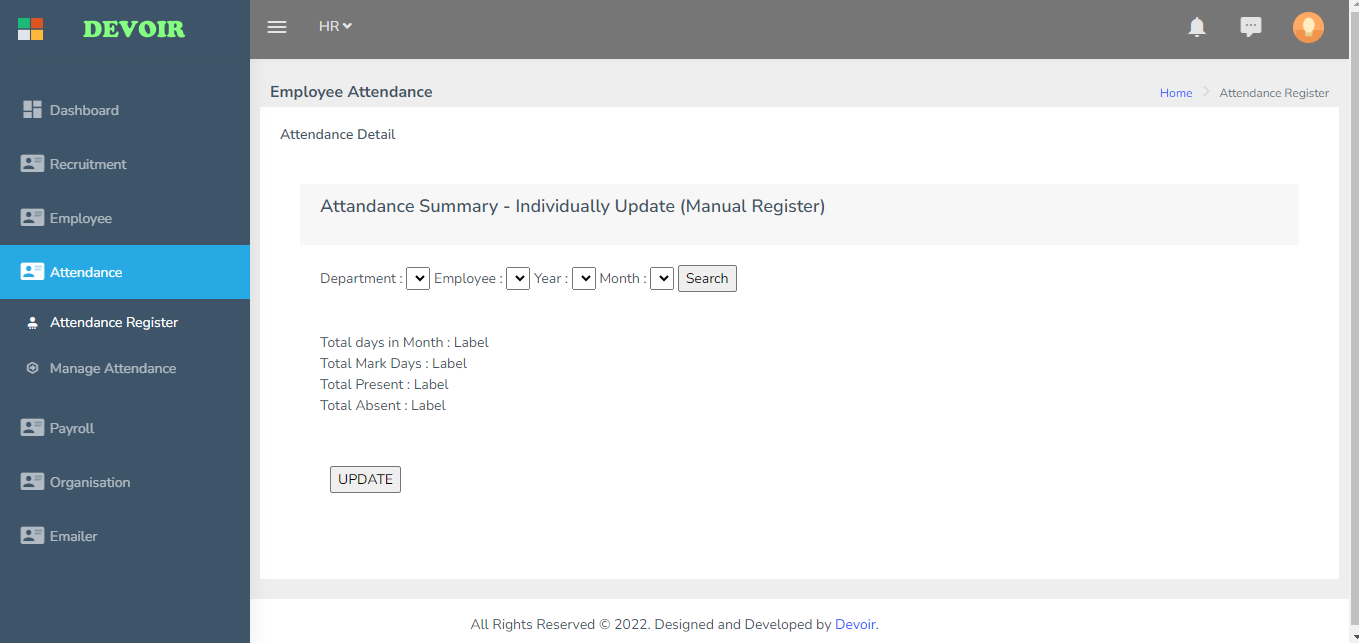 DEVOIR
HR
Dashboard
Recruitment
Employee
Attendance
Attendance Register
Manage Attendance
Payroll
Organisation
Emailer
Employee Attendance
Home > Attendance Register
Attendance Detail
Attandance Summary - Individually Update (Manual Register)
Department : Employee : Year : Month : Search
Total days in Month : Label
Total Mark Days : Label
Total Present : Label
Total Absent : Label
UPDATE
All Rights Reserved © 2022. Designed and Developed by Devoir.